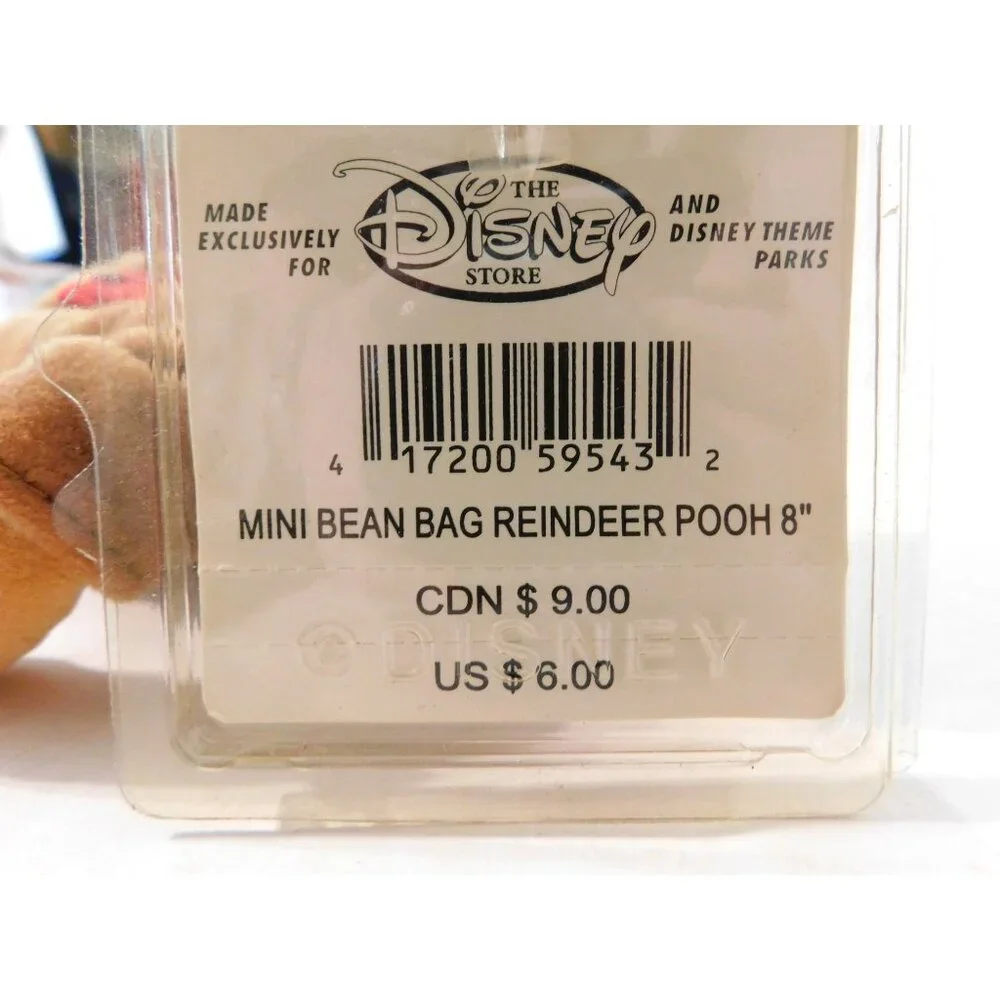 MADE EXCLUSIVELY FOR
THE
DISNEY
STORE
AND DISNEY THEME PARKS
4 17200 59543 2
MINI BEAN BAG REINDEER POOH 8"
CDN $ 9.00
© DISNEY
US $ 6.00